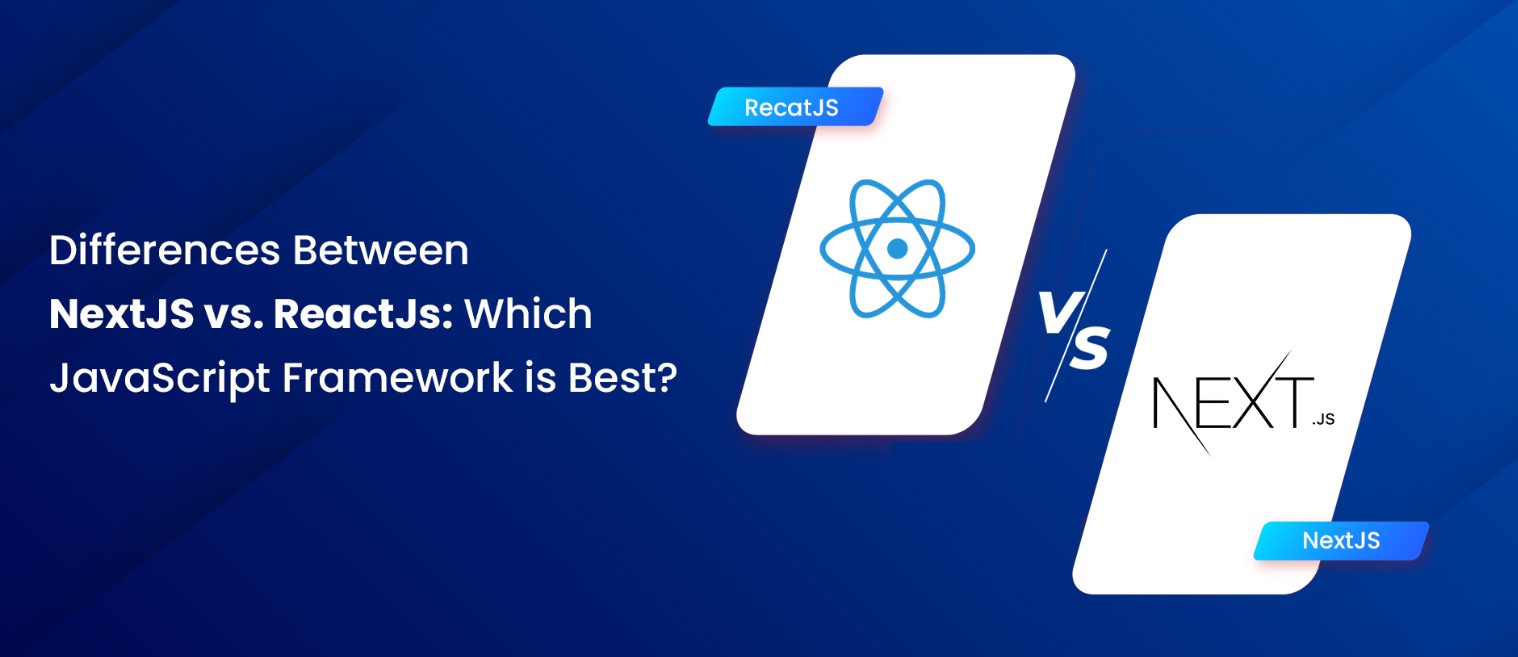 Differences Between
NextJS vs. ReactJs: Which
JavaScript Framework is Best?
RecatJS
VS
NEXT.JS
NextJS